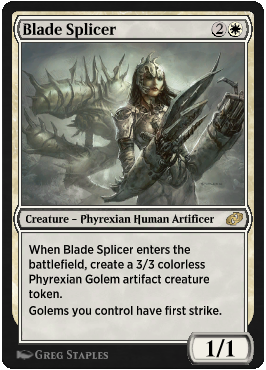 Blade Splicer 2
Creature – Phyrexian Human Artificer
When Blade Splicer enters the
battlefield, create a 3/3 colorless
Phyrexian Golem artifact creature
token.
Golems you control have first strike.
Greg Staples
1/1